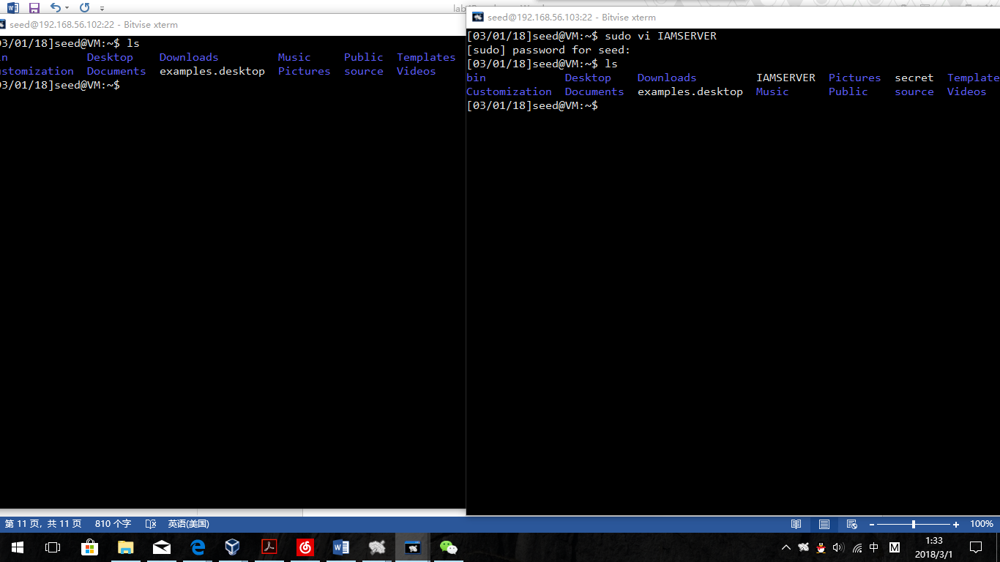 seed@192.168.56.102:22 - Bitvise xterm
03/01/18]seed@VM:~$ ls
in Desktop Downloads Music Public Templates
ustomization Documents examples.desktop Pictures source Videos
03/01/18]seed@VM:~$
seed@192.168.56.103:22 - Bitvise xterm
[03/01/18]seed@VM:~$ sudo vi IAMSERVER
[sudo] password for seed:
[03/01/18]seed@VM:~$ ls
bin Desktop Downloads IAMSERVER Pictures secret Template
Customization Documents examples.desktop Music Public source Videos
[03/01/18]seed@VM:~$
第 11 页，共 11 页 810 个字 英语(美国) 100%
中 M 1:33
2018/3/1